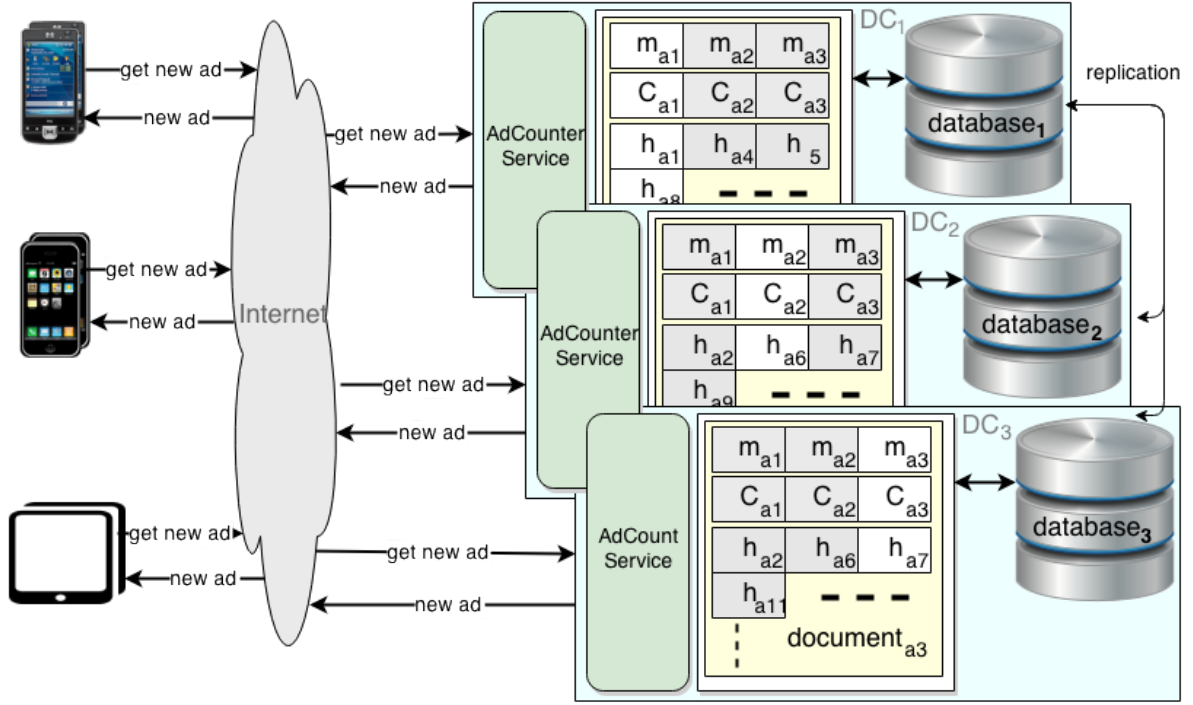 get new ad
new ad
get new ad
new ad
get new ad
new ad
Internet
get new ad
new ad
get new ad
new ad
get new ad
new ad
AdCounter
Service
ma1 ma2 ma3
Ca1 Ca2 Ca3
ha1 ha4 h5
ha8
DC1
database1
replication
AdCounter
Service
ma1 ma2 ma3
Ca1 Ca2 Ca3
ha2 ha6 ha7
ha9
DC2
database2
AdCount
Service
ma1 ma2 ma3
Ca1 Ca2 Ca3
ha2 ha6 ha7
ha11
documenta3
DC3
database3